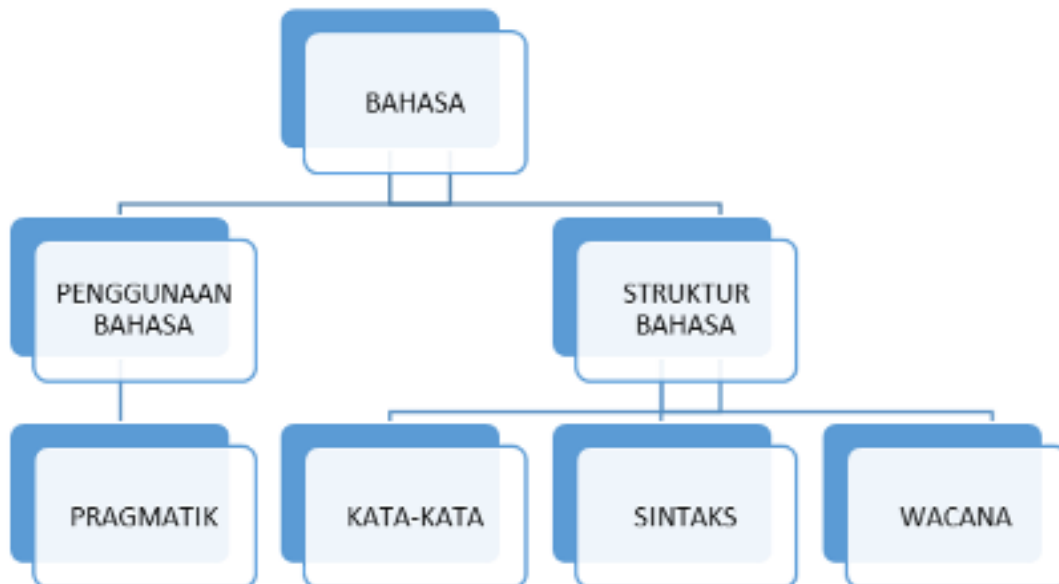 BAHASA
PENGGUNAAN
BAHASA
STRUKTUR
BAHASA
PRAGMATIK
KATA-KATA
SINTAKS
WACANA